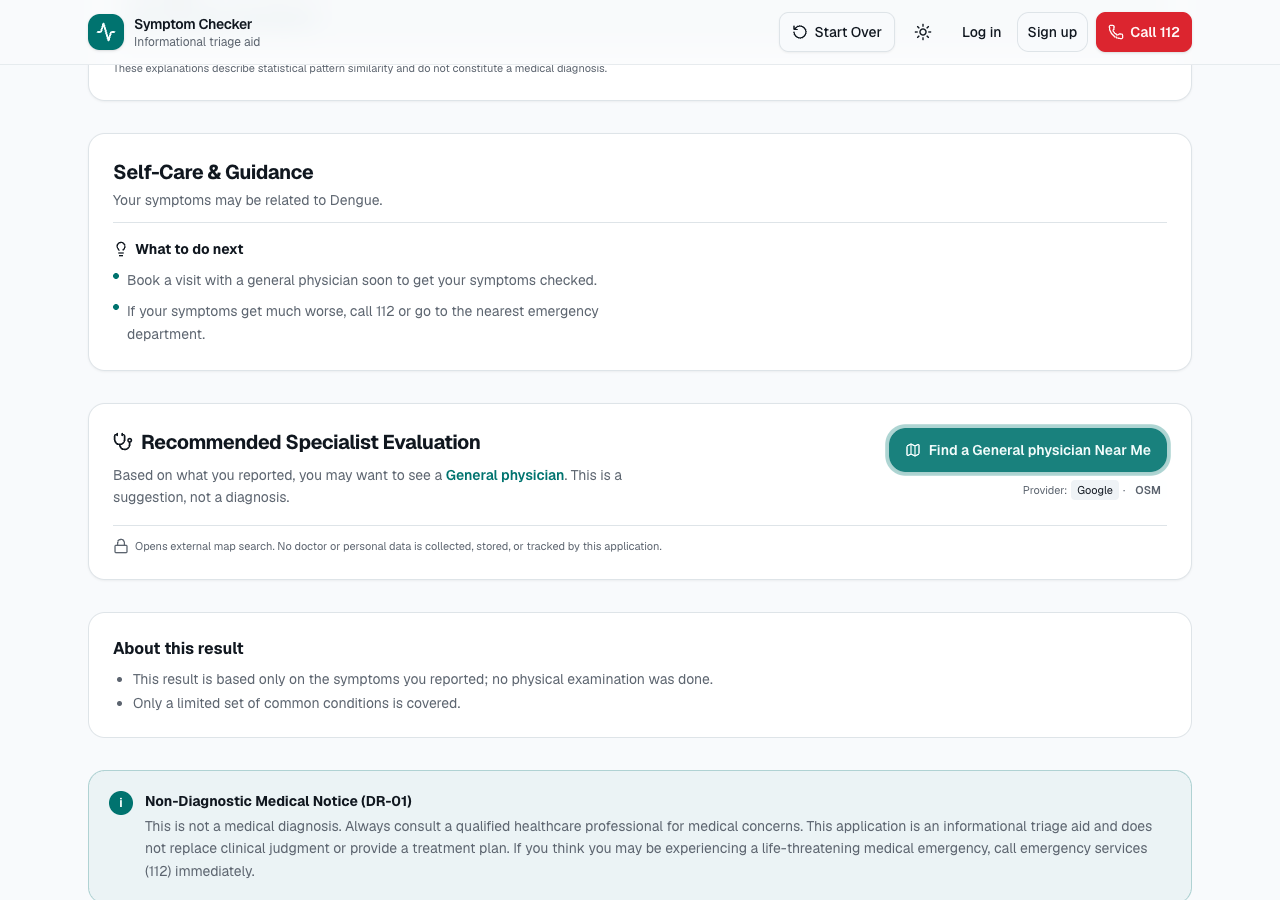 Symptom Checker
Informational triage aid
Start Over
Log in
Sign up
Call 112
These explanations describe statistical pattern similarity and do not constitute a medical diagnosis.
Self-Care & Guidance
Your symptoms may be related to Dengue.
What to do next
Book a visit with a general physician soon to get your symptoms checked.
If your symptoms get much worse, call 112 or go to the nearest emergency
department.
Recommended Specialist Evaluation
Based on what you reported, you may want to see a General physician. This is a
suggestion, not a diagnosis.
Find a General physician Near Me
Provider: Google · OSM
Opens external map search. No doctor or personal data is collected, stored, or tracked by this application.
About this result
• This result is based only on the symptoms you reported; no physical examination was done.
• Only a limited set of common conditions is covered.
i
Non-Diagnostic Medical Notice (DR-01)
This is not a medical diagnosis. Always consult a qualified healthcare professional for medical concerns. This application is an informational triage aid and does
not replace clinical judgment or provide a treatment plan. If you think you may be experiencing a life-threatening medical emergency, call emergency services
(112) immediately.